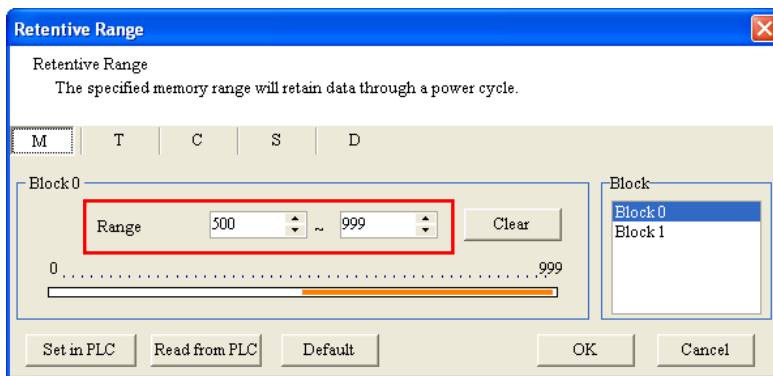 Retentive Range
Retentive Range
The specified memory range will retain data through a power cycle.
M T C S D
Block 0
Range 500 ~ 999 Clear
0 999
Block
Block 0
Block 1
Set in PLC Read from PLC Default OK Cancel